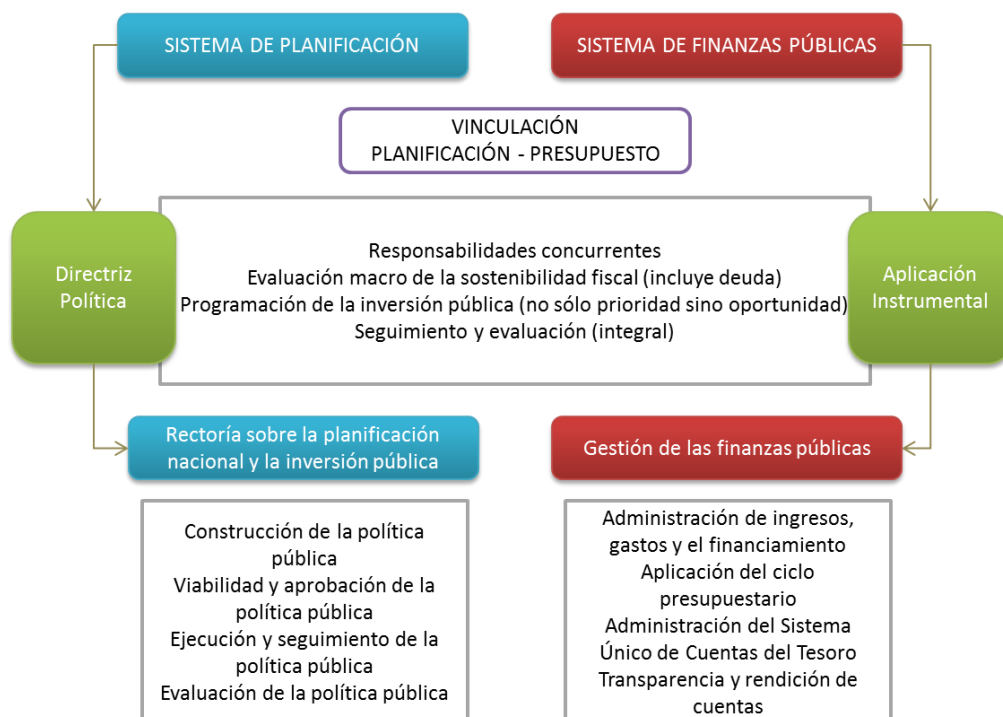 SISTEMA DE PLANIFICACIÓN
SISTEMA DE FINANZAS PÚBLICAS
VINCULACIÓN
PLANIFICACIÓN - PRESUPUESTO
Directriz
Política
Responsabilidades concurrentes
Evaluación macro de la sostenibilidad fiscal (incluye deuda)
Programación de la inversión pública (no sólo prioridad sino oportunidad)
Seguimiento y evaluación (integral)
Aplicación
Instrumental
Rectoría sobre la planificación
nacional y la inversión pública
Gestión de las finanzas públicas
Construcción de la política
pública
Viabilidad y aprobación de la
política pública
Ejecución y seguimiento de la
política pública
Evaluación de la política pública
Administración de ingresos,
gastos y el financiamiento
Aplicación del ciclo
presupuestario
Administración del Sistema
Único de Cuentas del Tesoro
Transparencia y rendición de
cuentas